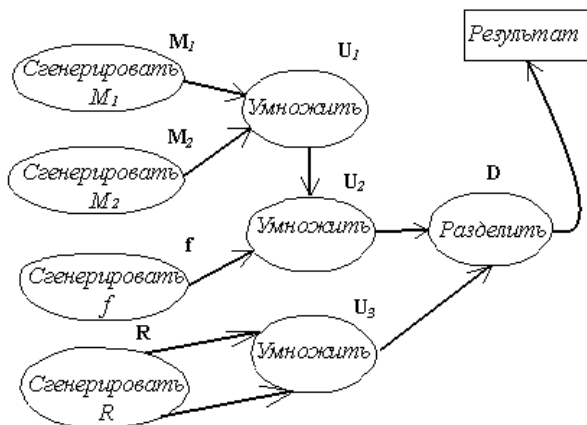 M₁
Сгенерировать
M₁
U₁
Умножить
Результат
M₂
Сгенерировать
M₂
U₂
Умножить
D
Разделить
f
Сгенерировать
f
R
Сгенерировать
R
U₃
Умножить